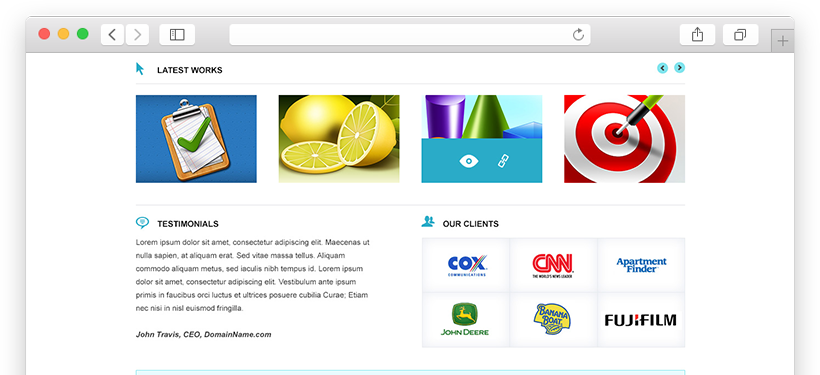 LATEST WORKS
TESTIMONIALS
Lorem ipsum dolor sit amet, consectetur adipiscing elit. Maecenas ut
nulla sapien, at aliquam erat. Sed vitae massa tellus. Aliquam
commodo aliquam metus, sed iaculis nibh tempus id. Lorem ipsum
dolor sit amet, consectetur adipiscing elit. Vestibulum ante ipsum
primis in faucibus orci luctus et ultrices posuere cubilia Curae; Etiam
nec nisi in nisl euismod fringilla.
John Travis, CEO, DomainName.com
OUR CLIENTS
COX
COMMUNICATIONS
CNN
THE WORLD'S NEWS LEADER
Apartment
Finder
JOHN DEERE
BANANA
BOAT
FUJIFILM